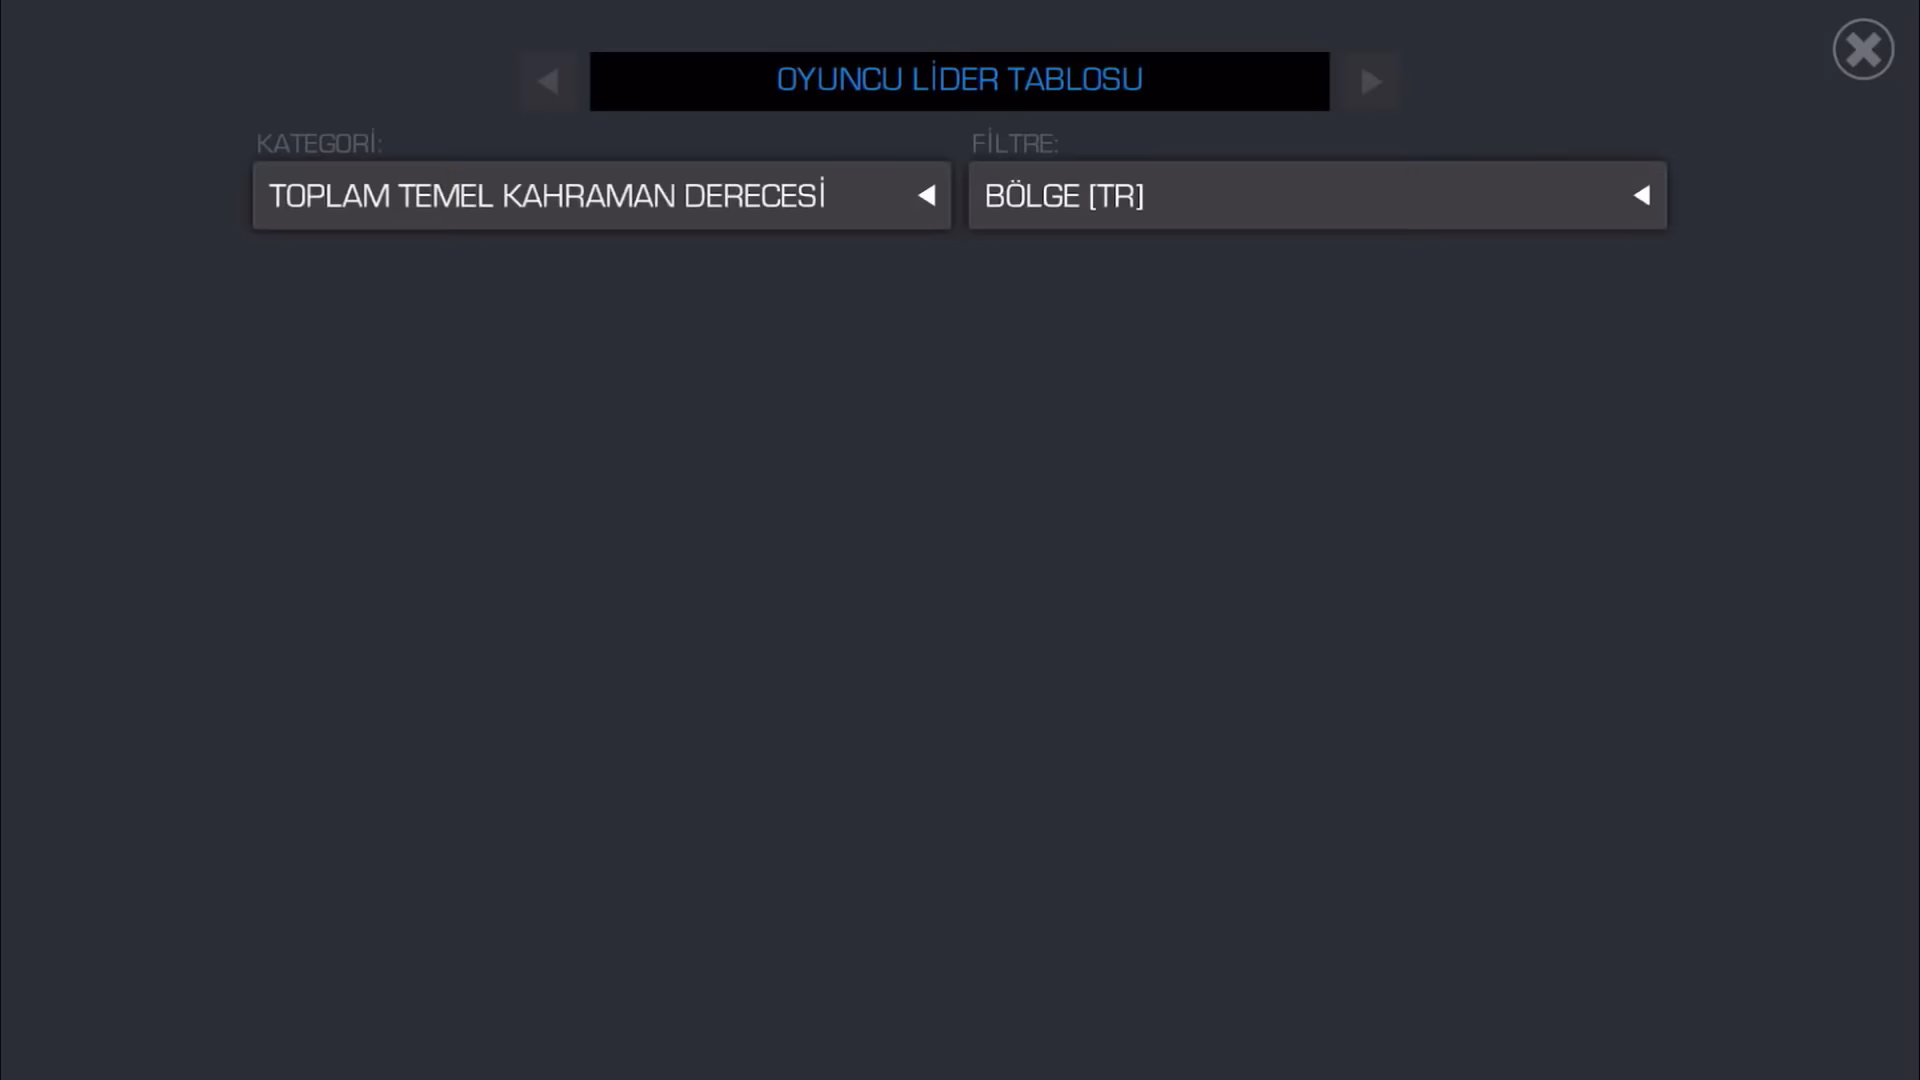 OYUNCU LİDER TABLOSU
KATEGORİ:
FİLTRE:
TOPLAM TEMEL KAHRAMAN DERECESİ
BÖLGE [TR]